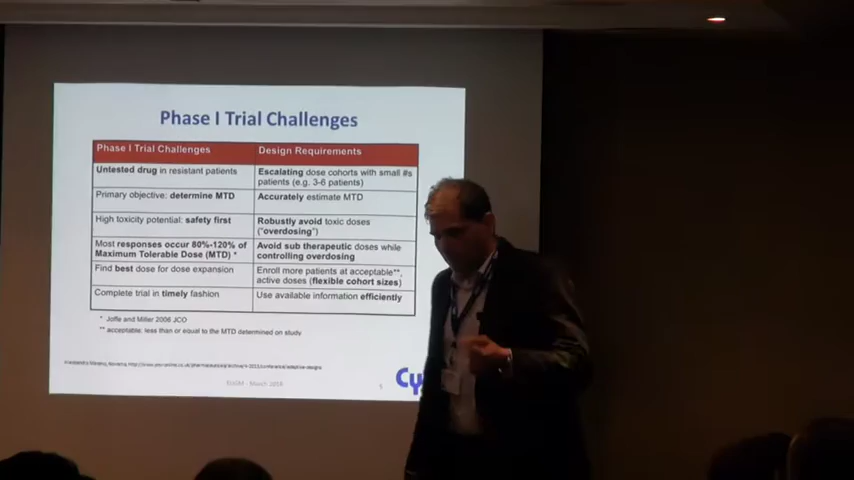 Phase I Trial Challenges
Phase I Trial Challenges
Design Requirements
Untested drug in resistant patients
Escalating dose cohorts with small #s
patients (e.g. 3-6 patients)
Primary objective: determine MTD
Accurately estimate MTD
High toxicity potential: safety first
Robustly avoid toxic doses
("overdosing")
Most responses occur 80%-120% of
Maximum Tolerable Dose (MTD) *
Avoid sub therapeutic doses while
controlling overdosing
Find best dose for dose expansion
Enroll more patients at acceptable**,
active doses (flexible cohort sizes)
Complete trial in timely fashion
Use available information efficiently
* Joffe and Miller 2006 JCO
** acceptable: less than or equal to the MTD determined on study
March
Cy